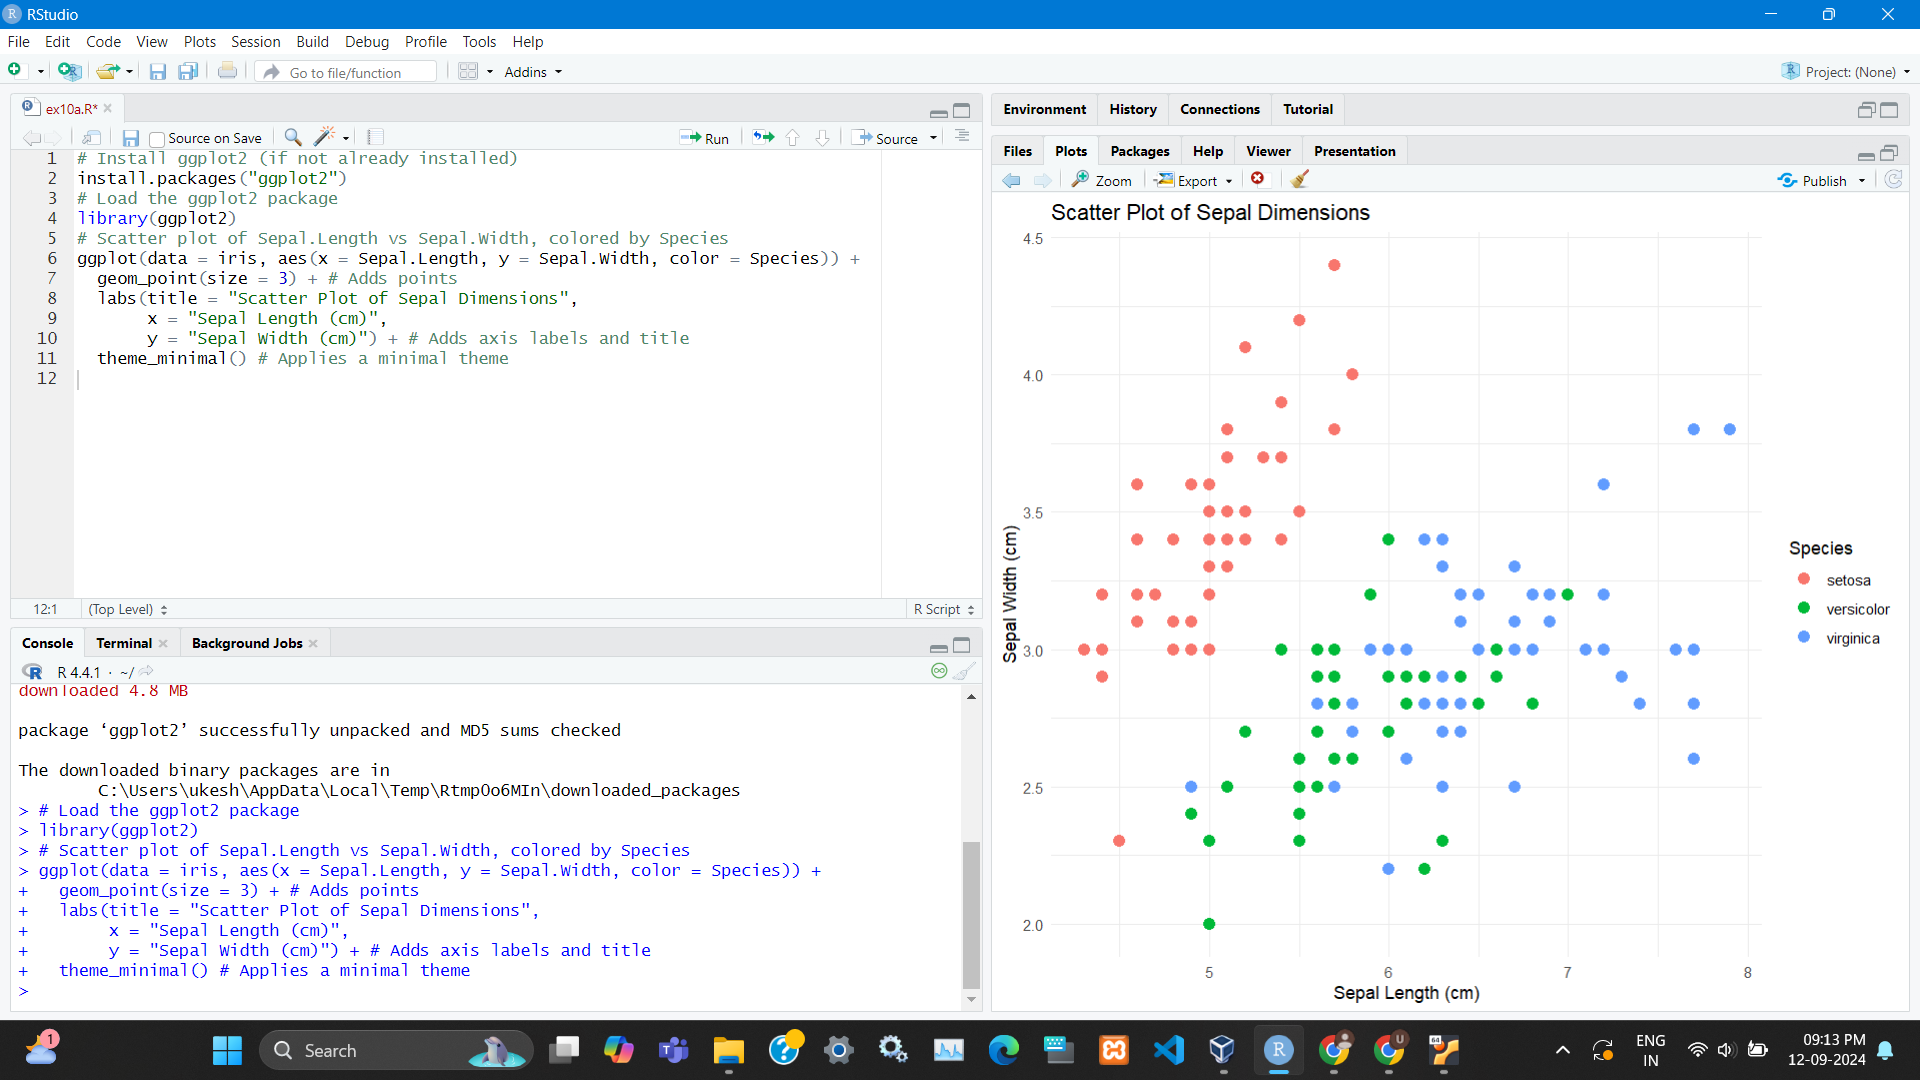 RStudio
File Edit Code View Plots Session Build Debug Profile Tools Help
Go to file/function Addins Project: (None)
ex10a.R*
Source on Save Run Source
1 # Install ggplot2 (if not already installed)
2 install.packages("ggplot2")
3 # Load the ggplot2 package
4 library(ggplot2)
5 # Scatter plot of Sepal.Length vs Sepal.Width, colored by Species
6 ggplot(data = iris, aes(x = Sepal.Length, y = Sepal.Width, color = Species)) +
7 geom_point(size = 3) + # Adds points
8 labs(title = "Scatter Plot of Sepal Dimensions",
9 x = "Sepal Length (cm)",
10 y = "Sepal Width (cm)") + # Adds axis labels and title
11 theme_minimal() # Applies a minimal theme
12
12:1 (Top Level) R Script
Console Terminal Background Jobs
R 4.4.1 · ~/
downloaded 4.8 MB
package ‘ggplot2’ successfully unpacked and MD5 sums checked
The downloaded binary packages are in
C:\Users\ukesh\AppData\Local\Temp\RtmpOo6MIn\downloaded_packages
> # Load the ggplot2 package
> library(ggplot2)
> # Scatter plot of Sepal.Length vs Sepal.Width, colored by Species
> ggplot(data = iris, aes(x = Sepal.Length, y = Sepal.Width, color = Species)) +
+ geom_point(size = 3) + # Adds points
+ labs(title = "Scatter Plot of Sepal Dimensions",
+ x = "Sepal Length (cm)",
+ y = "Sepal Width (cm)") + # Adds axis labels and title
+ theme_minimal() # Applies a minimal theme
>
Environment History Connections Tutorial
Files Plots Packages Help Viewer Presentation
Zoom Export Publish
Scatter Plot of Sepal Dimensions
4.5
4.0
3.5
3.0
2.5
2.0
Sepal Width (cm)
5 6 7 8
Sepal Length (cm)
Species
setosa
versicolor
virginica
1
Search
64
U
ENG
IN
09:13 PM
12-09-2024